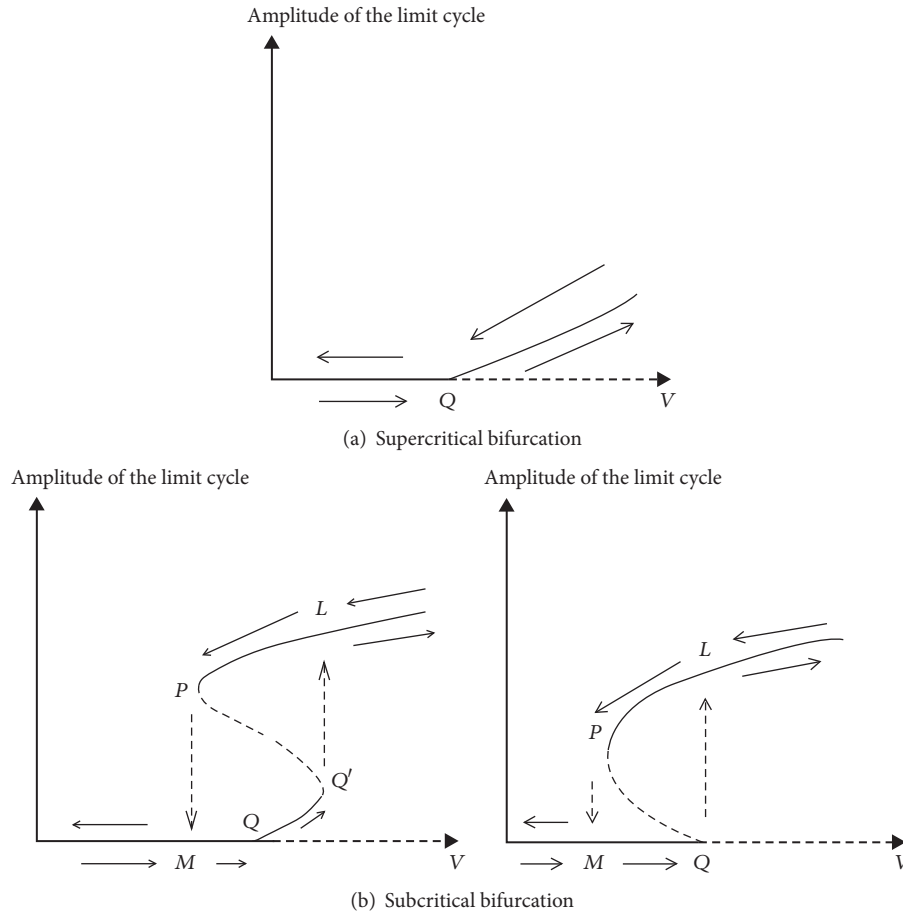 Amplitude of the limit cycle
Q
V
(a) Supercritical bifurcation
Amplitude of the limit cycle
L
P
Q′
Q
M
V
Amplitude of the limit cycle
L
P
M
Q
V
(b) Subcritical bifurcation